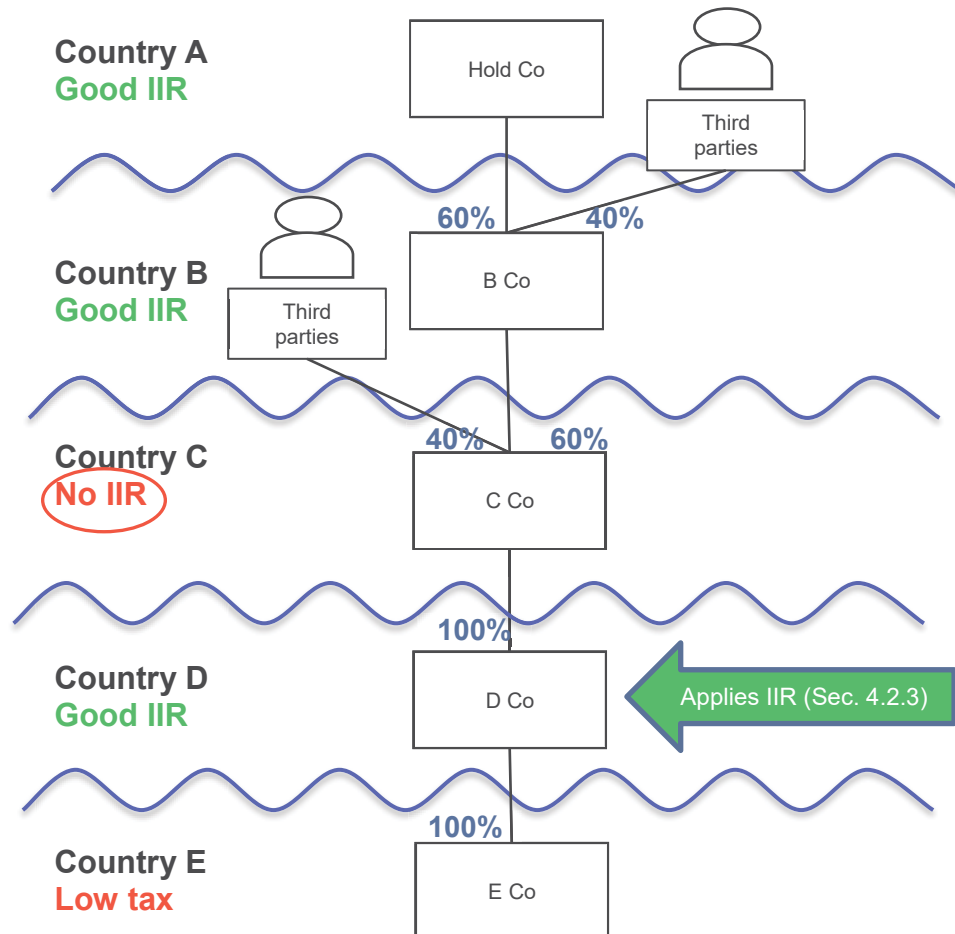 Country A
Good IIR
Hold Co
Third
parties
60%
40%
Country B
Good IIR
B Co
Third
parties
40%
60%
Country C
No IIR
C Co
100%
Country D
Good IIR
D Co
Applies IIR (Sec. 4.2.3)
100%
Country E
Low tax
E Co